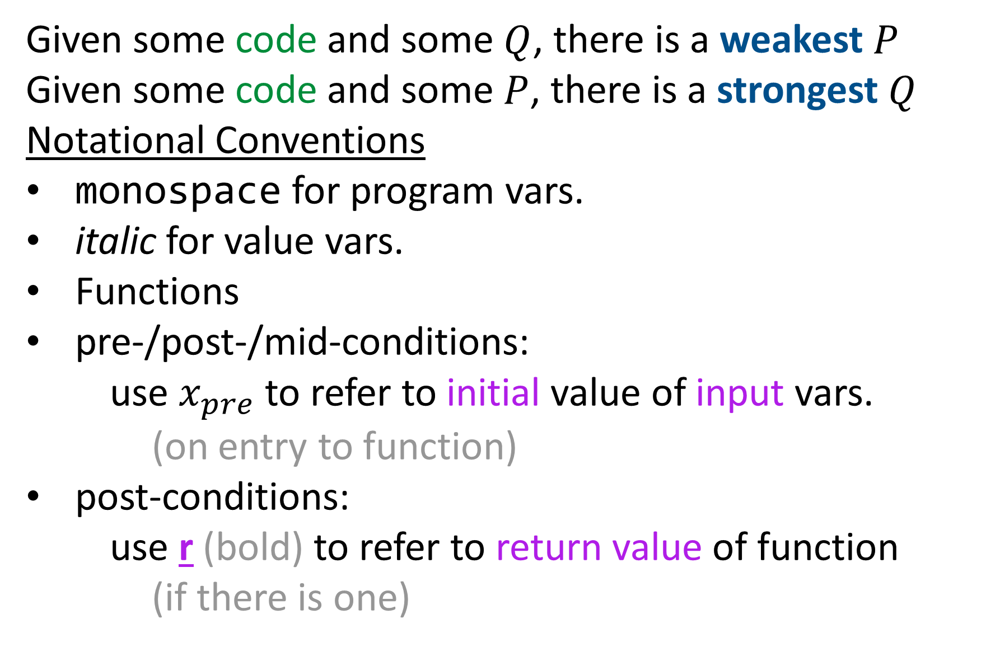 Given some code and some Q, there is a weakest P
Given some code and some P, there is a strongest Q
Notational Conventions
• monospace for program vars.
• italic for value vars.
• Functions
• pre-/post-/mid-conditions:
use x_pre to refer to initial value of input vars.
(on entry to function)
• post-conditions:
use r (bold) to refer to return value of function
(if there is one)